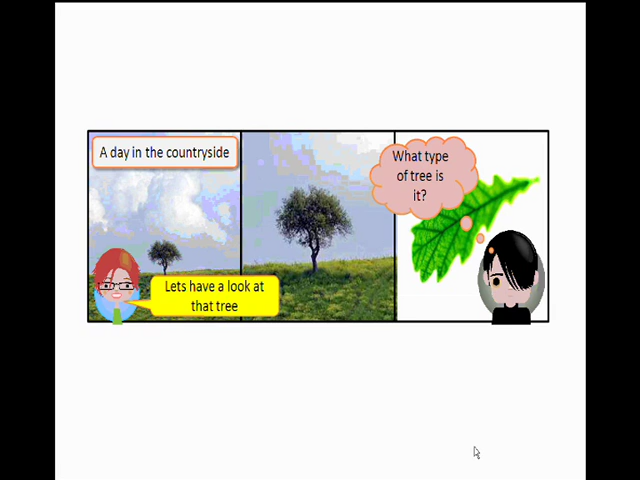 A day in the countryside
Lets have a look at
that tree
What type
of tree is
it?